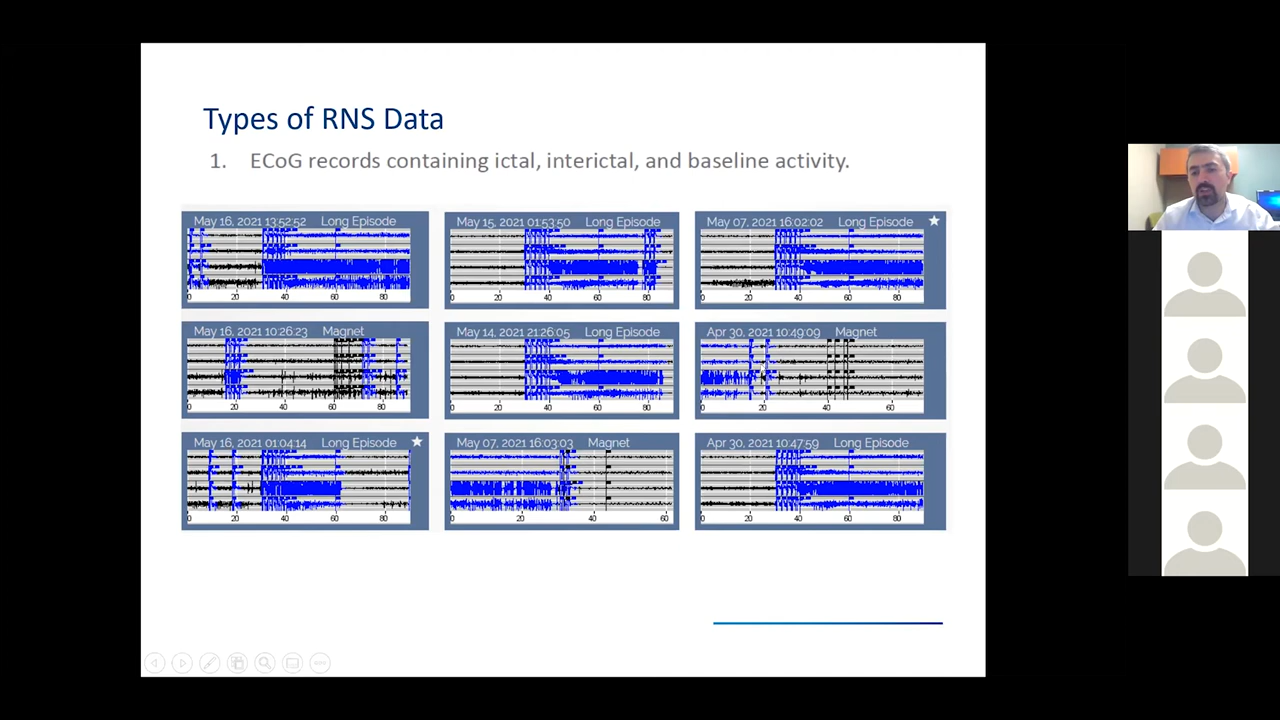 Types of RNS Data
1. ECoG records containing ictal, interictal, and baseline activity.
May 16, 2021 13:52:52 Long Episode
0 20 40 60 80
May 15, 2021 01:53:50 Long Episode
0 20 40 60 80
May 07, 2021 16:02:02 Long Episode
0 20 40 60 80
May 16, 2021 10:26:23 Magnet
0 20 40 60 80
May 14, 2021 21:26:05 Long Episode
0 20 40 60 80
Apr 30, 2021 10:49:09 Magnet
0 20 40 60
May 16, 2021 01:04:14 Long Episode
0 20 40 60 80
May 07, 2021 16:03:03 Magnet
0 20 40 60
Apr 30, 2021 10:47:59 Long Episode
0 20 40 60 80